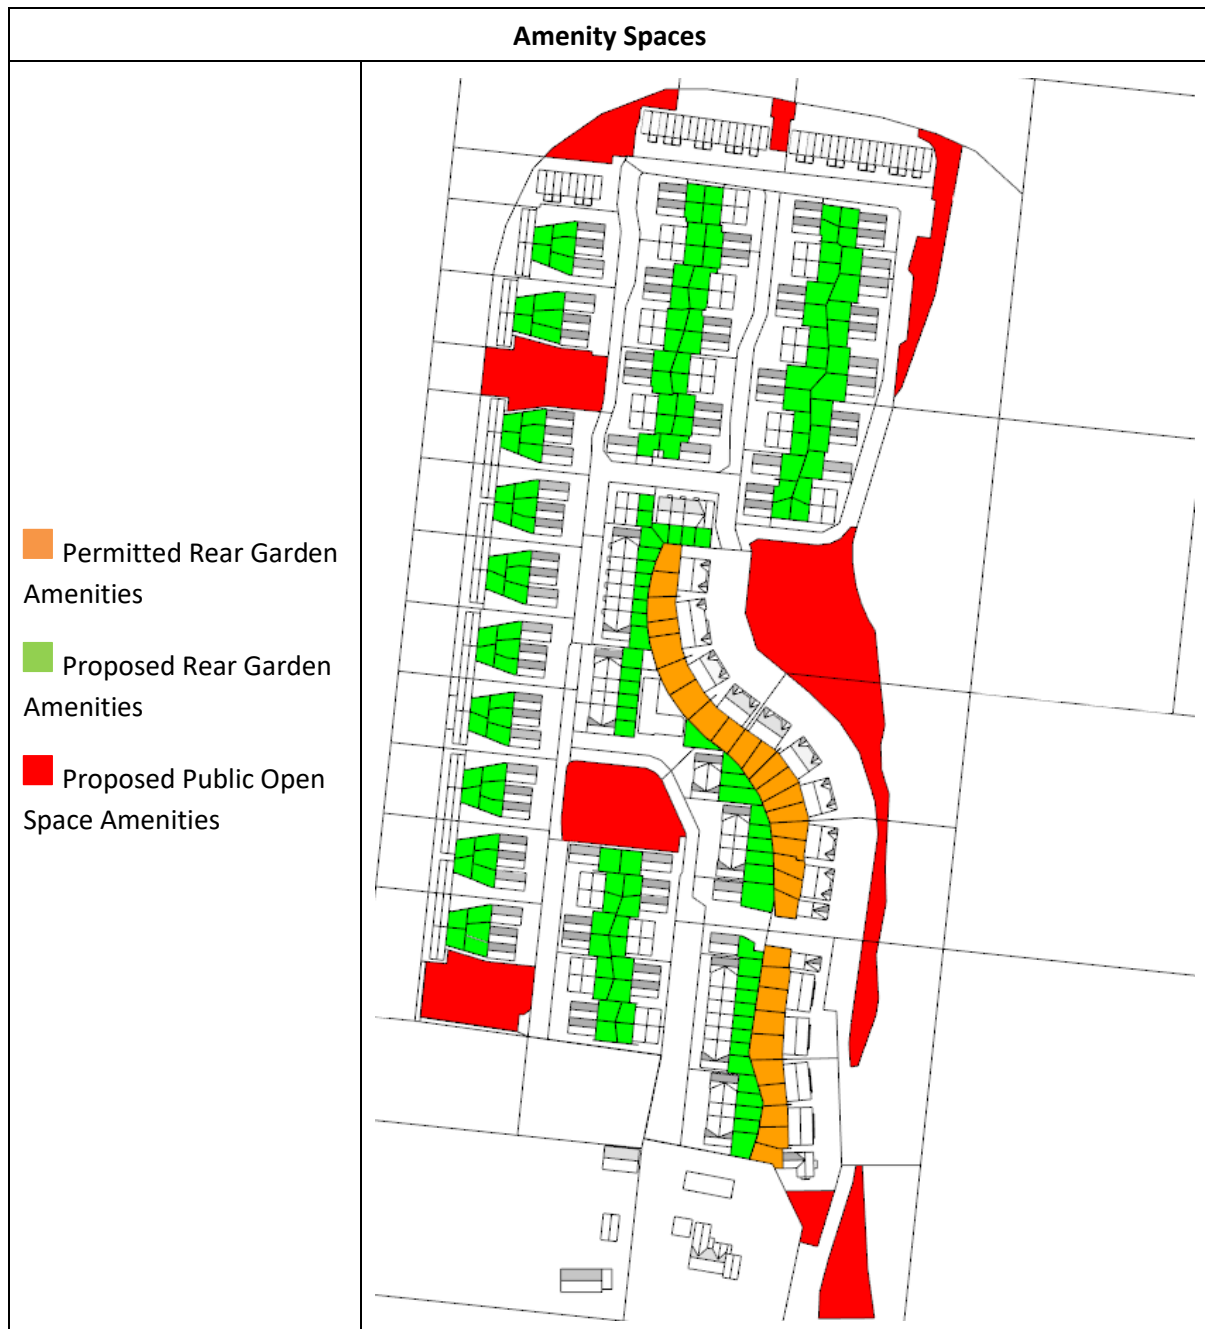 Amenity Spaces
Permitted Rear Garden
Amenities
Proposed Rear Garden
Amenities
Proposed Public Open
Space Amenities